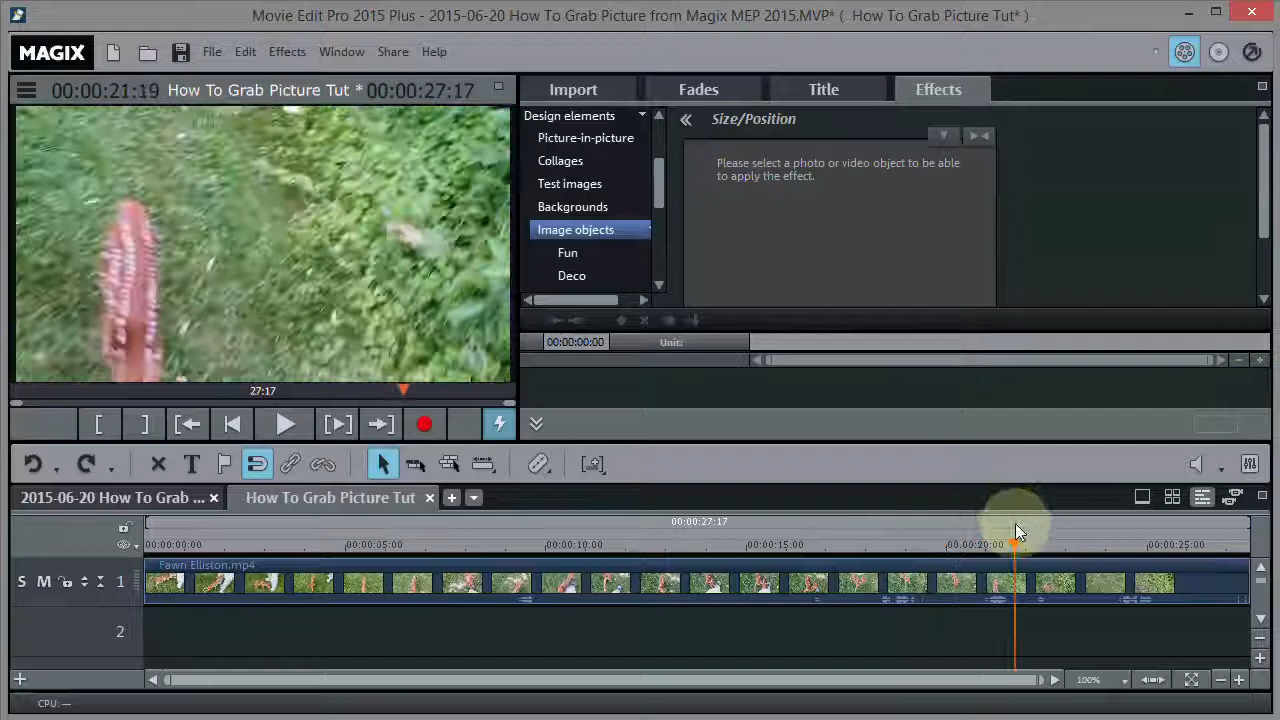 Movie Edit Pro 2015 Plus - 2015-06-20 How To Grab Picture from Magix MEP 2015.MVP* ( How To Grab Picture Tut* )
MAGIX File Edit Effects Window Share Help
00:00:21:19 How To Grab Picture Tut * 00:00:27:17
Import Fades Title Effects
Design elements
Picture-in-picture
Collages
Test images
Backgrounds
Image objects
Fun
Deco
Size/Position
Please select a photo or video object to be able
to apply the effect.
00:00:00:00 Unit:
27:17
2015-06-20 How To Grab ... How To Grab Picture Tut
00:00:27:17
00:00:00:00 00:00:05:00 00:00:10:00 00:00:15:00 00:00:20:00 00:00:25:00
Fawn Elliston.mp4
S M 1
2
100%
CPU: —